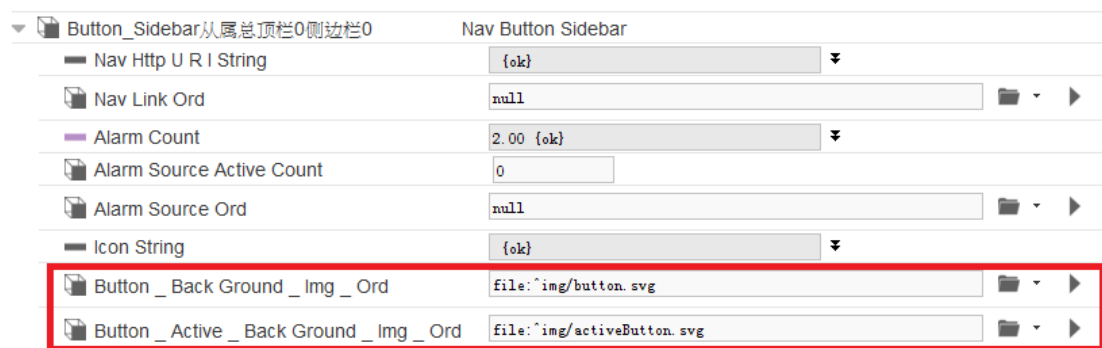 Button_Sidebar从属总顶栏0侧边栏0 Nav Button Sidebar
Nav Http U R I String {ok}
Nav Link Ord null
Alarm Count 2.00 {ok}
Alarm Source Active Count 0
Alarm Source Ord null
Icon String {ok}
Button _ Back Ground _ Img _ Ord file:^img/button.svg
Button _ Active _ Back Ground _ Img _ Ord file:^img/activeButton.svg